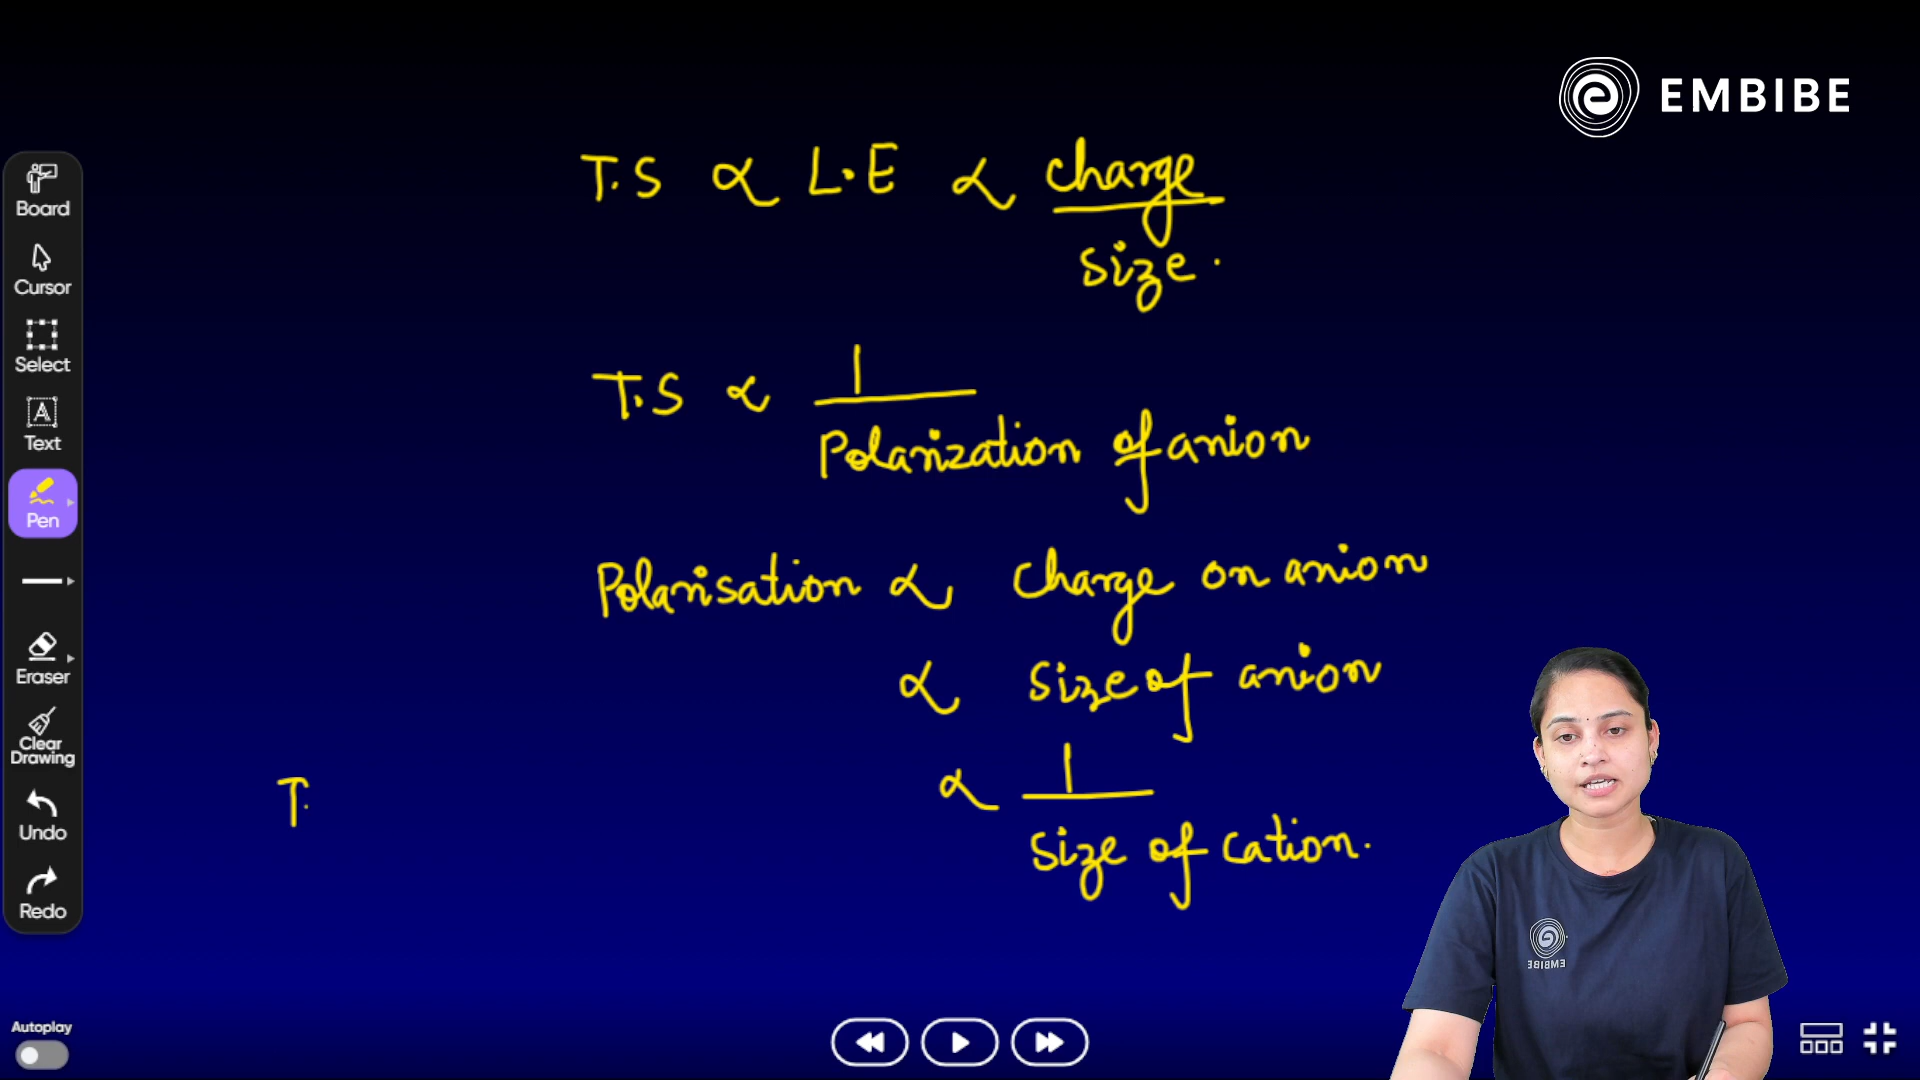 EMBIBE
T.S ∝ L.E ∝ charge
size.
T.S ∝ 1
Polarization of anion
Polarisation ∝ charge on anion
∝ size of anion
∝ 1
size of cation.
T.
Board
Cursor
Select
Text
Pen
Eraser
Clear
Drawing
Undo
Redo
Autoplay
EMBIBE